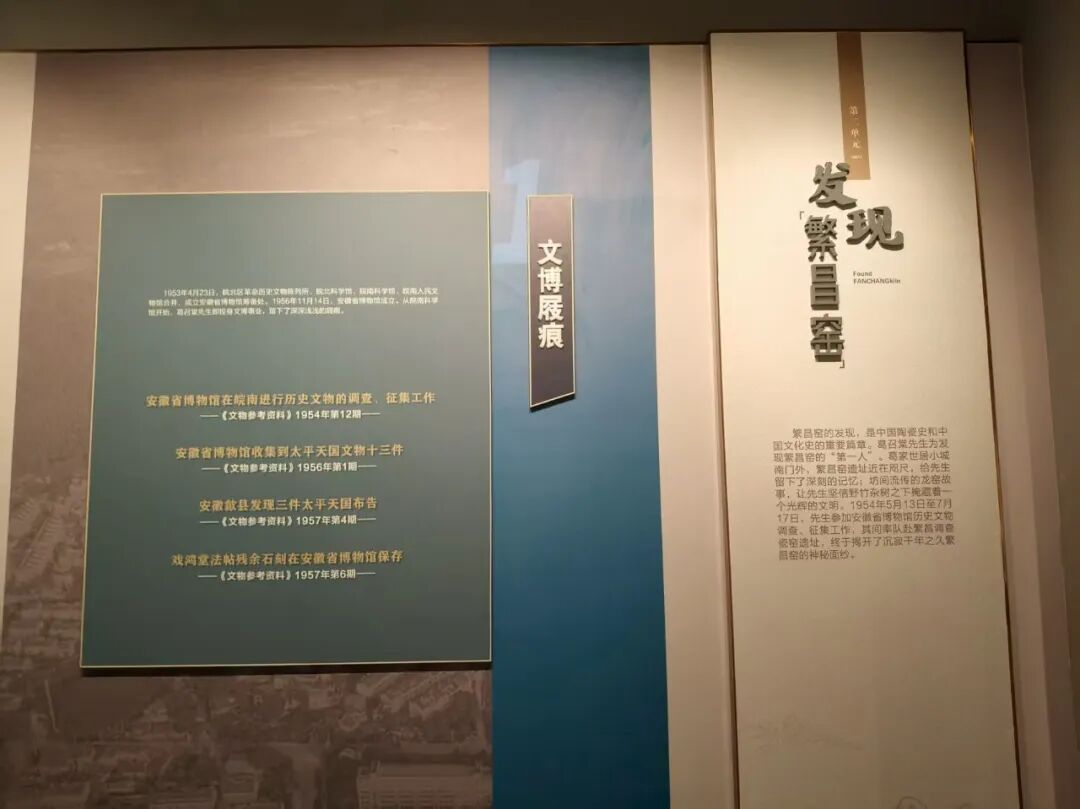 1953年4月23日，皖北区革命历史文物陈列所、皖北科学馆、皖南科学馆、皖南人民文
物馆合并，成立安徽省博物馆筹备处。1956年11月14日，安徽省博物馆成立。从皖南科学
馆开始，葛召棠先生即投身文博事业，留下了深深浅浅的履痕。
安徽省博物馆在皖南进行历史文物的调查、征集工作
——《文物参考资料》1954年第12期——
安徽省博物馆收集到太平天国文物十三件
——《文物参考资料》1956年第1期——
安徽歙县发现三件太平天国布告
——《文物参考资料》1957年第4期——
戏鸿堂法帖残余石刻在安徽省博物馆保存
——《文物参考资料》1957年第6期——
文博履痕
第二单元
发现
「繁昌窑」
Found
FANCHANGkiln
繁昌窑的发现，是中国陶瓷史和中
国文化史的重要篇章。葛召棠先生为发
现繁昌窑的“第一人”。葛家世居小城
南门外，繁昌窑遗址近在咫尺，给先生
留下了深刻的记忆；坊间流传的龙窑故
事，让先生坚信野竹杂树之下掩藏着一
个光辉的文明。1954年5月13日至7
月17日，先生参加安徽省博物馆历史文物
调查、征集工作，其间率队赴繁昌调查
瓷窑遗址，终于揭开了沉寂千年之久繁
昌窑的神秘面纱。